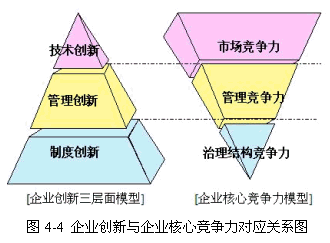 技术创新
市场竞争力
管理创新
管理竞争力
制度创新
治理结构竞争力
[企业创新三层面模型]
[企业核心竞争力模型]
图 4-4 企业创新与企业核心竞争力对应关系图